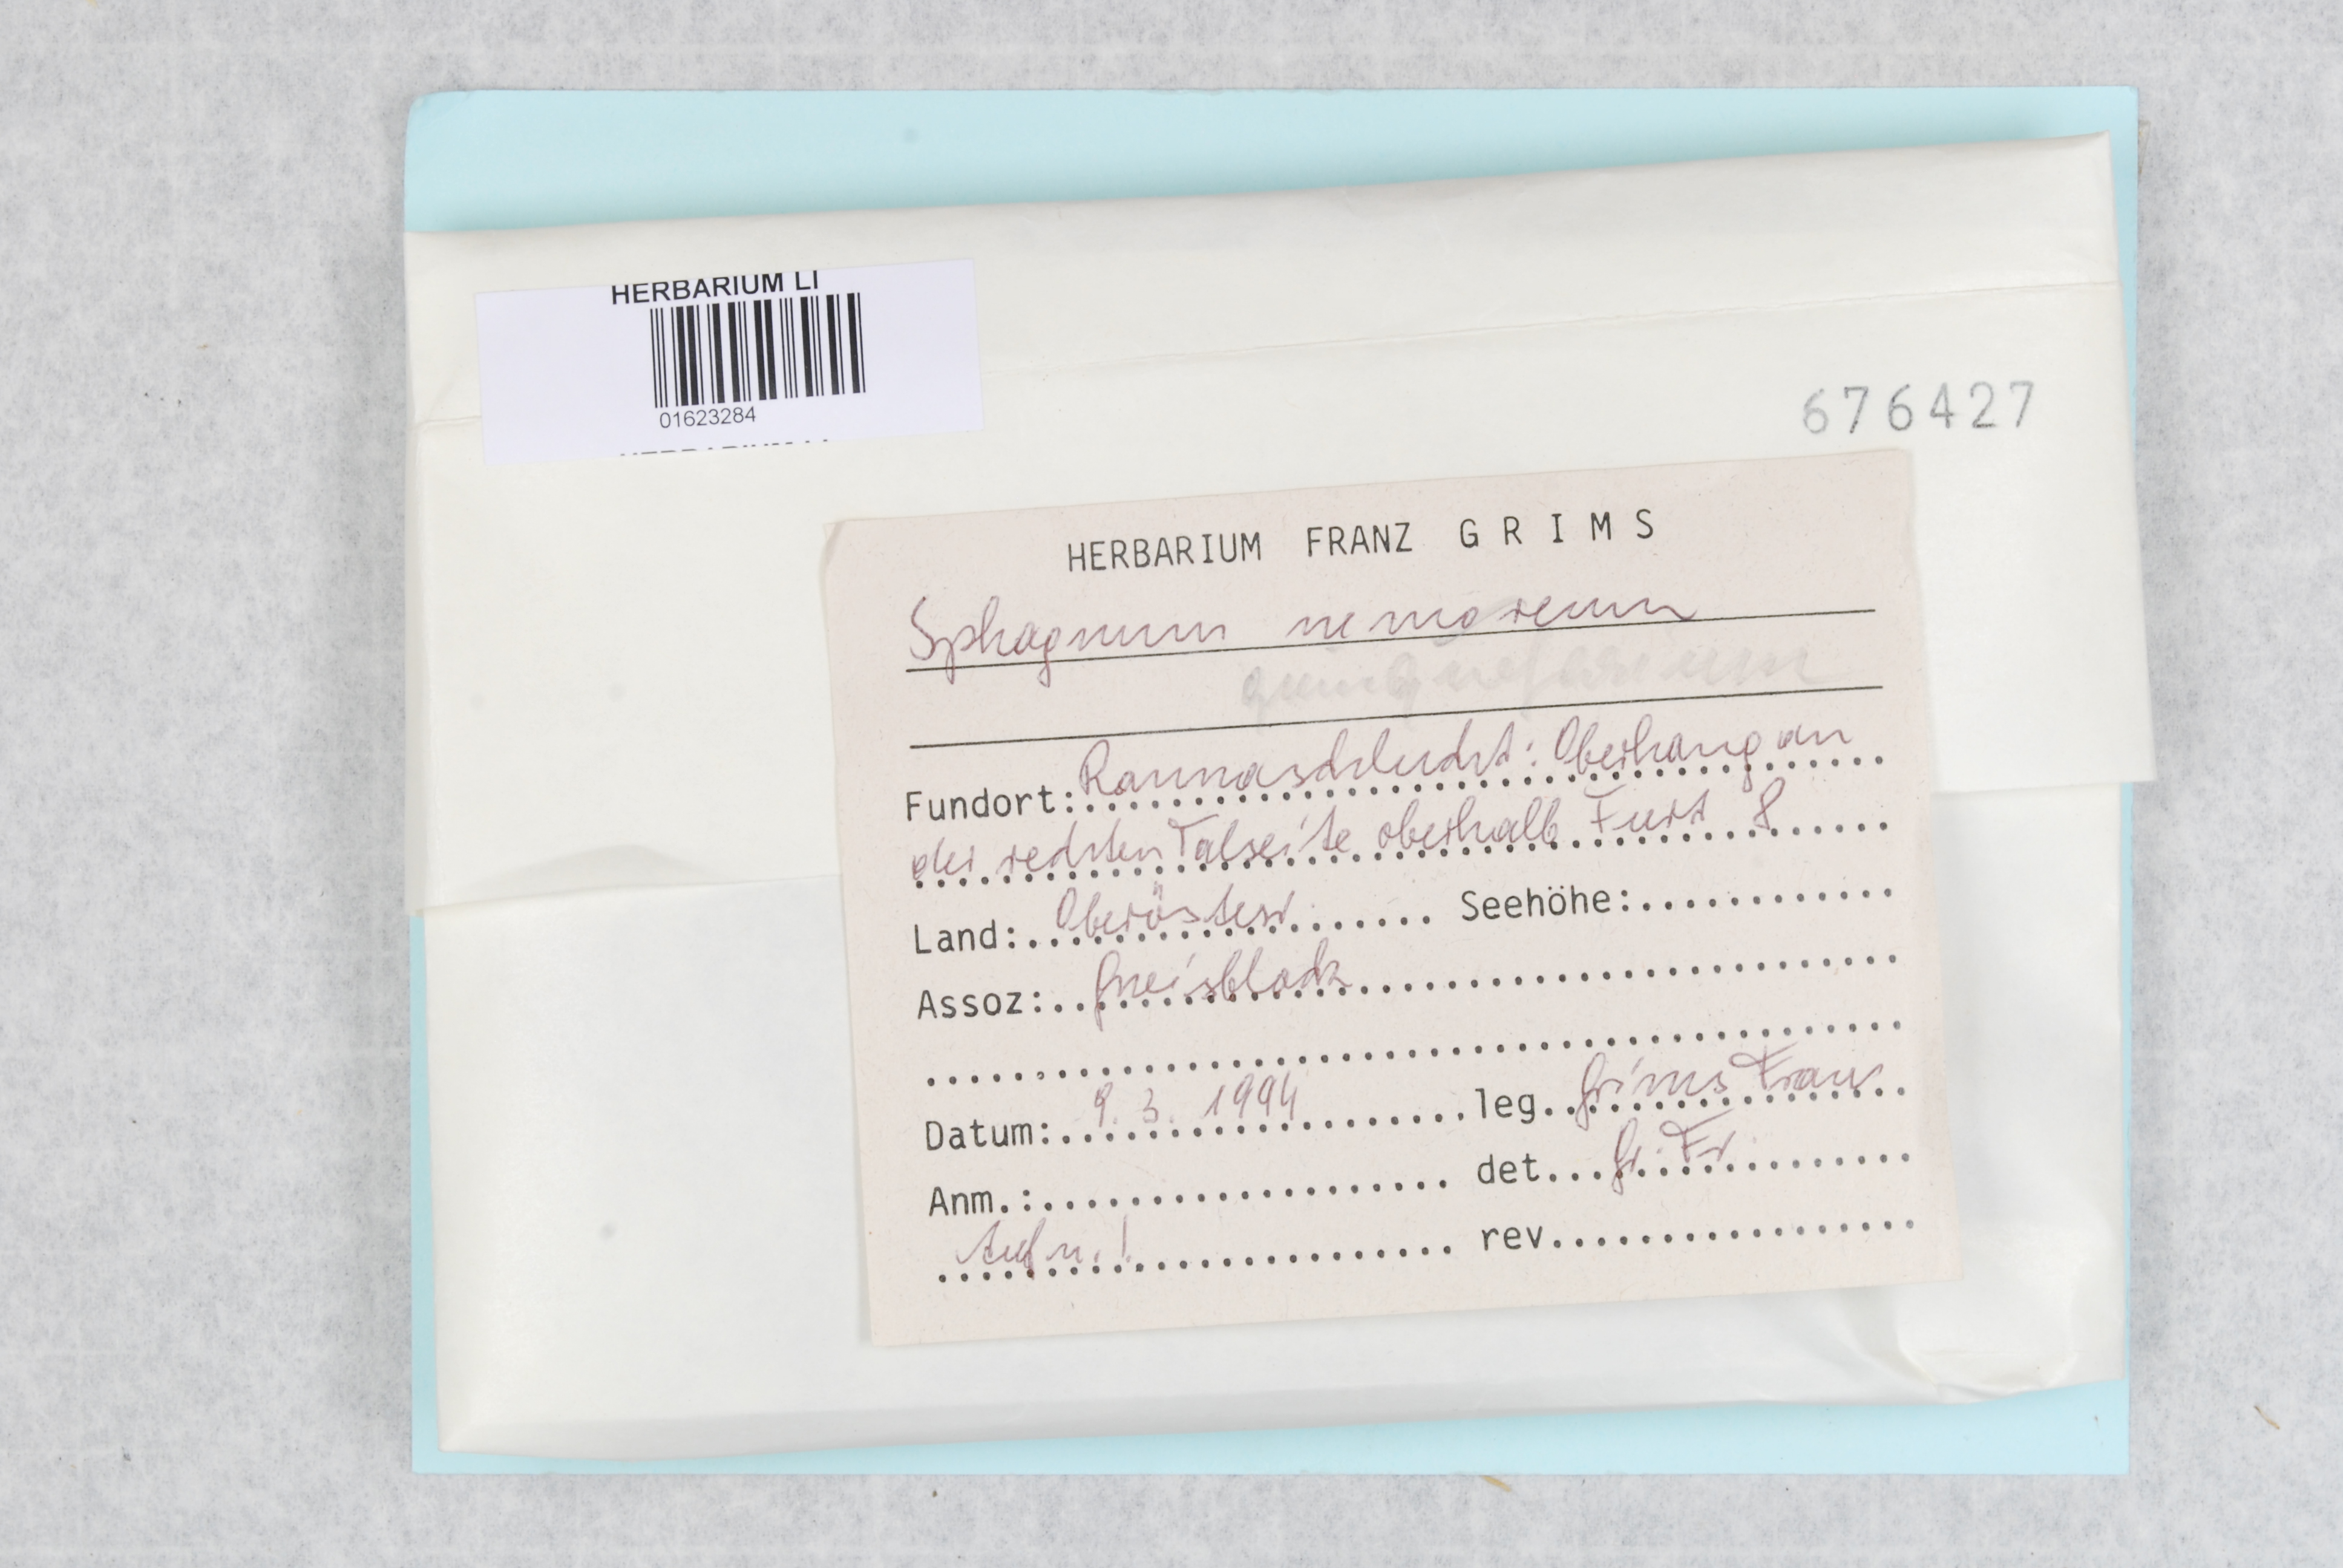 HERBARIUM LI
01623284
676427
HERBARIUM FRANZ GRIMS
Sphagnum nemoreum
quinquefarium
Fundort: Rannaschlucht: Oberhang an
der rechten Talseite oberhalb Furt 8
Land: Oberösterr. Seehöhe:
Assoz: Gneisblock
Datum: 9. 3. 1994 leg. Grims Franz
Anm.: det. Gr. Fr.
Aufn.! rev.